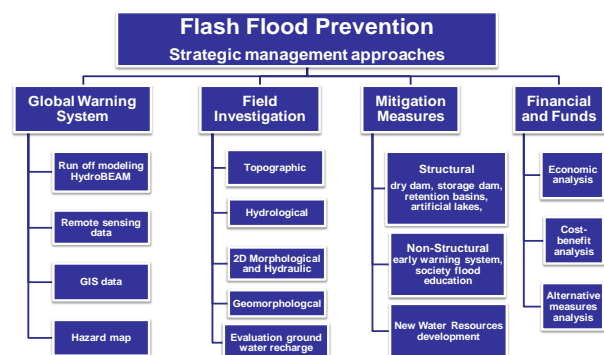 Flash Flood Prevention
Strategic management approaches
Global Warning
System
Run off modeling
HydroBEAM
Remote sensing
data
GIS data
Hazard map
Field
Investigation
Topographic
Hydrological
2D Morphological
and Hydraulic
Geomorphologcal
Evaluation ground
water recharge
Mitigation
Measures
Structural
dry dam, storage dam,
retention basins,
artificial lakes,
Non-Structural
early warning system,
society flood
education
New Water Resources
development
Financial
and Funds
Economic
analysis
Cost-
benefit
analysis
Alternative
measures
analysis